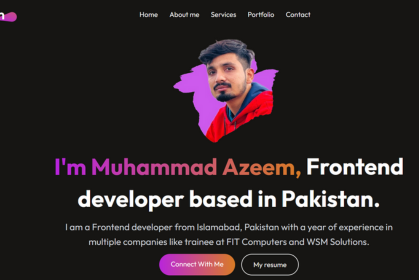 Home About me Services Portfolio Contact
I'm Muhammad Azeem, Frontend
developer based in Pakistan.
I am a Frontend developer from Islamabad, Pakistan with a year of experience in
multiple companies like trainee at FIT Computers and WSM Solutions.
Connect With Me My resume